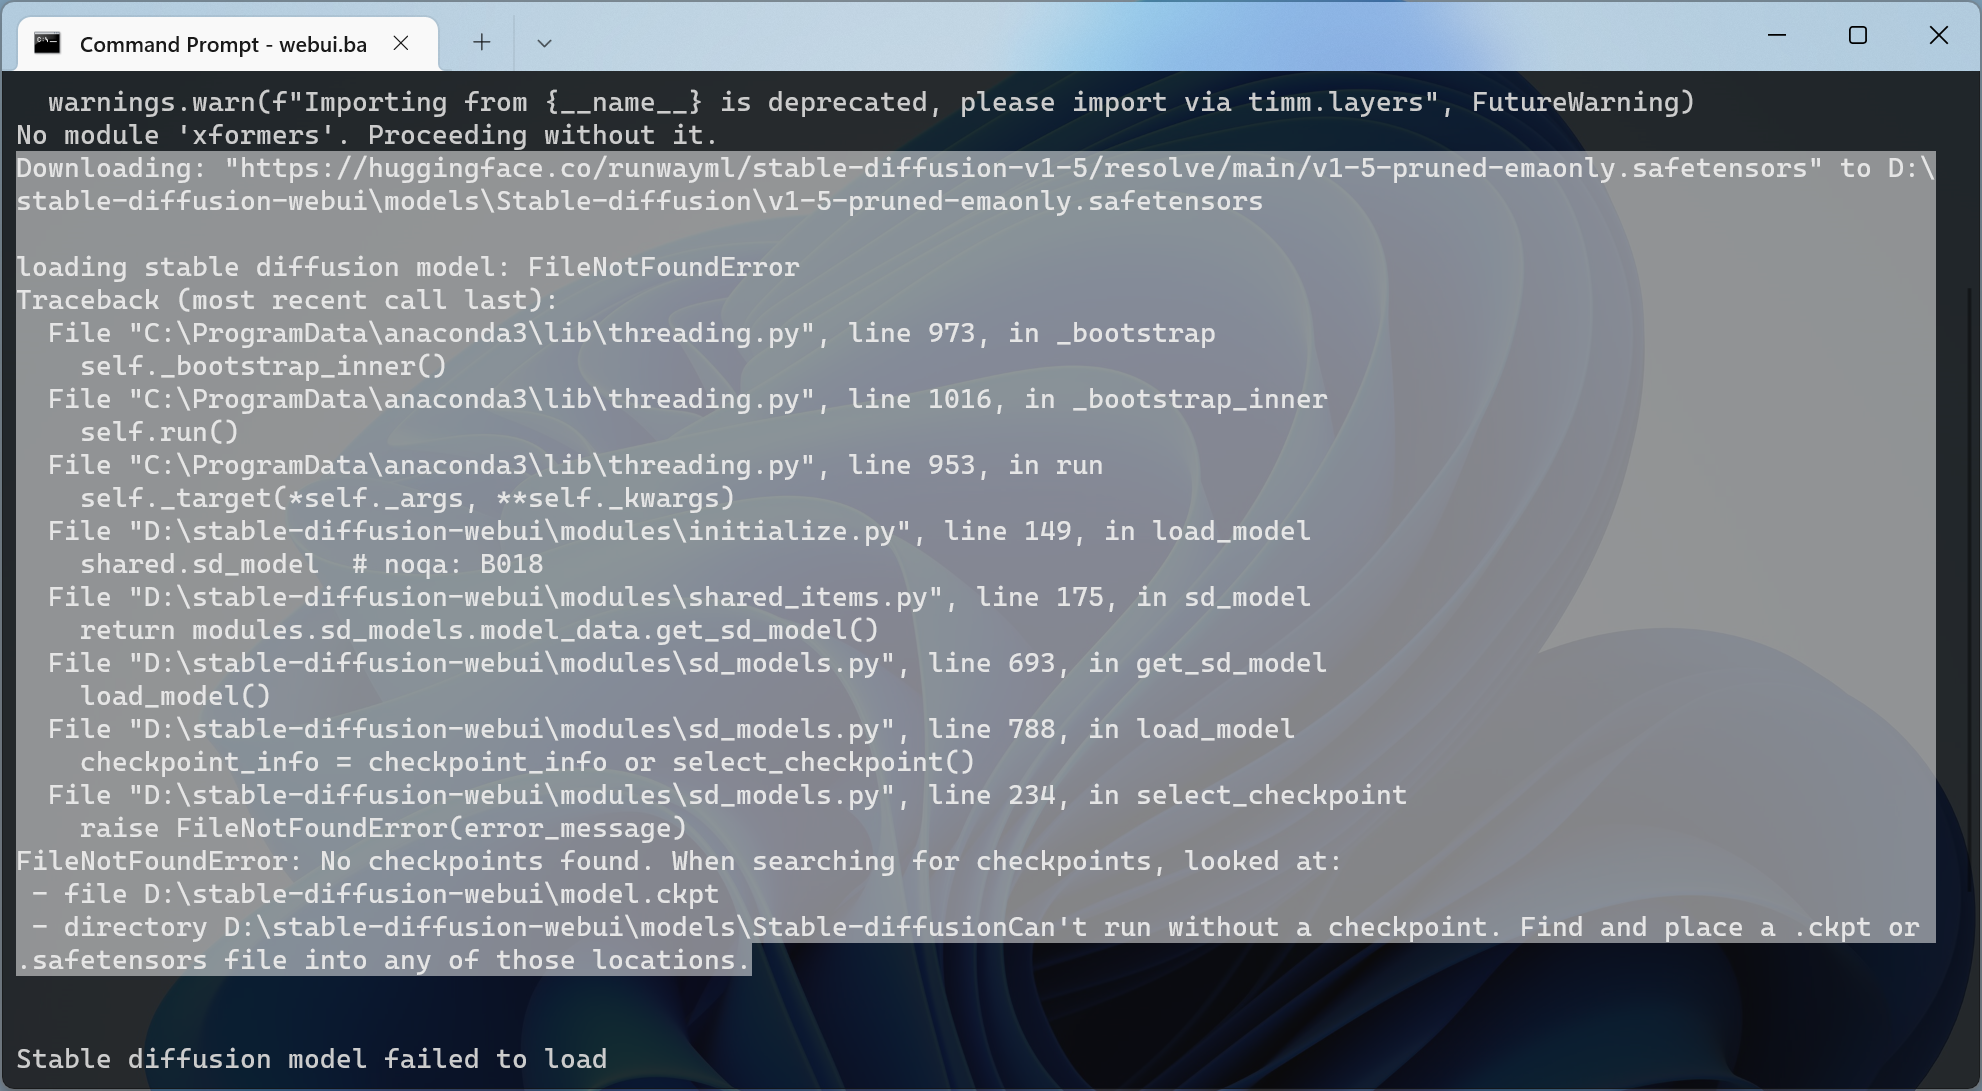 Command Prompt - webui.ba
  warnings.warn(f"Importing from {__name__} is deprecated, please import via timm.layers", FutureWarning)
No module 'xformers'. Proceeding without it.
Downloading: "https://huggingface.co/runwayml/stable-diffusion-v1-5/resolve/main/v1-5-pruned-emaonly.safetensors" to D:\
stable-diffusion-webui\models\Stable-diffusion\v1-5-pruned-emaonly.safetensors

loading stable diffusion model: FileNotFoundError
Traceback (most recent call last):
  File "C:\ProgramData\anaconda3\lib\threading.py", line 973, in _bootstrap
    self._bootstrap_inner()
  File "C:\ProgramData\anaconda3\lib\threading.py", line 1016, in _bootstrap_inner
    self.run()
  File "C:\ProgramData\anaconda3\lib\threading.py", line 953, in run
    self._target(*self._args, **self._kwargs)
  File "D:\stable-diffusion-webui\modules\initialize.py", line 149, in load_model
    shared.sd_model  # noqa: B018
  File "D:\stable-diffusion-webui\modules\shared_items.py", line 175, in sd_model
    return modules.sd_models.model_data.get_sd_model()
  File "D:\stable-diffusion-webui\modules\sd_models.py", line 693, in get_sd_model
    load_model()
  File "D:\stable-diffusion-webui\modules\sd_models.py", line 788, in load_model
    checkpoint_info = checkpoint_info or select_checkpoint()
  File "D:\stable-diffusion-webui\modules\sd_models.py", line 234, in select_checkpoint
    raise FileNotFoundError(error_message)
FileNotFoundError: No checkpoints found. When searching for checkpoints, looked at:
 - file D:\stable-diffusion-webui\model.ckpt
 - directory D:\stable-diffusion-webui\models\Stable-diffusionCan't run without a checkpoint. Find and place a .ckpt or
.safetensors file into any of those locations.

Stable diffusion model failed to load